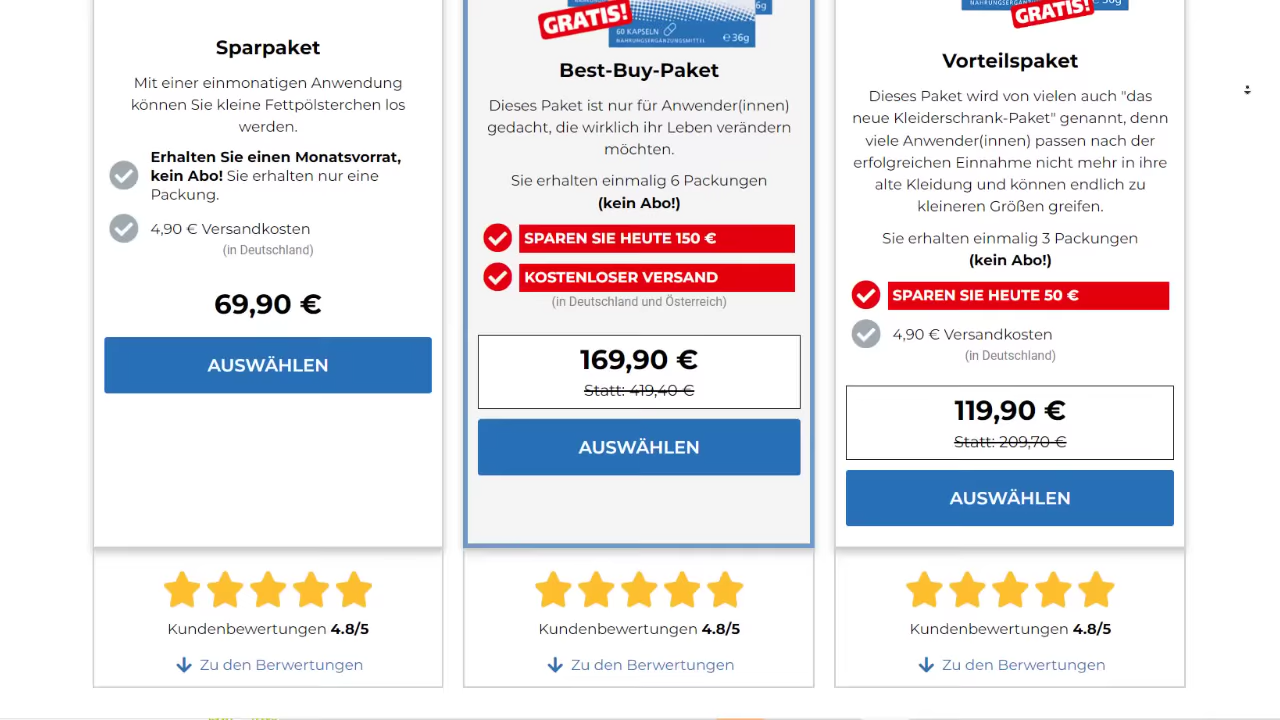 Sparpaket
Mit einer einmonatigen Anwendung
können Sie kleine Fettpölsterchen los
werden.
Erhalten Sie einen Monatsvorrat,
kein Abo! Sie erhalten nur eine
Packung.
4,90 € Versandkosten
(in Deutschland)
69,90 €
AUSWÄHLEN
Kundenbewertungen 4.8/5
Zu den Berwertungen
GRATIS!
60 KAPSELN
NAHRUNGSERGÄNZUNGSMITTEL
℮36g
Best-Buy-Paket
Dieses Paket ist nur für Anwender(innen)
gedacht, die wirklich ihr Leben verändern
möchten.
Sie erhalten einmalig 6 Packungen
(kein Abo!)
SPAREN SIE HEUTE 150 €
KOSTENLOSER VERSAND
(in Deutschland und Österreich)
169,90 €
Statt: 419,40 €
AUSWÄHLEN
Kundenbewertungen 4.8/5
Zu den Berwertungen
GRATIS!
Vorteilspaket
Dieses Paket wird von vielen auch "das
neue Kleiderschrank-Paket" genannt, denn
viele Anwender(innen) passen nach der
erfolgreichen Einnahme nicht mehr in ihre
alte Kleidung und können endlich zu
kleineren Größen greifen.
Sie erhalten einmalig 3 Packungen
(kein Abo!)
SPAREN SIE HEUTE 50 €
4,90 € Versandkosten
(in Deutschland)
119,90 €
Statt: 209,70 €
AUSWÄHLEN
Kundenbewertungen 4.8/5
Zu den Berwertungen